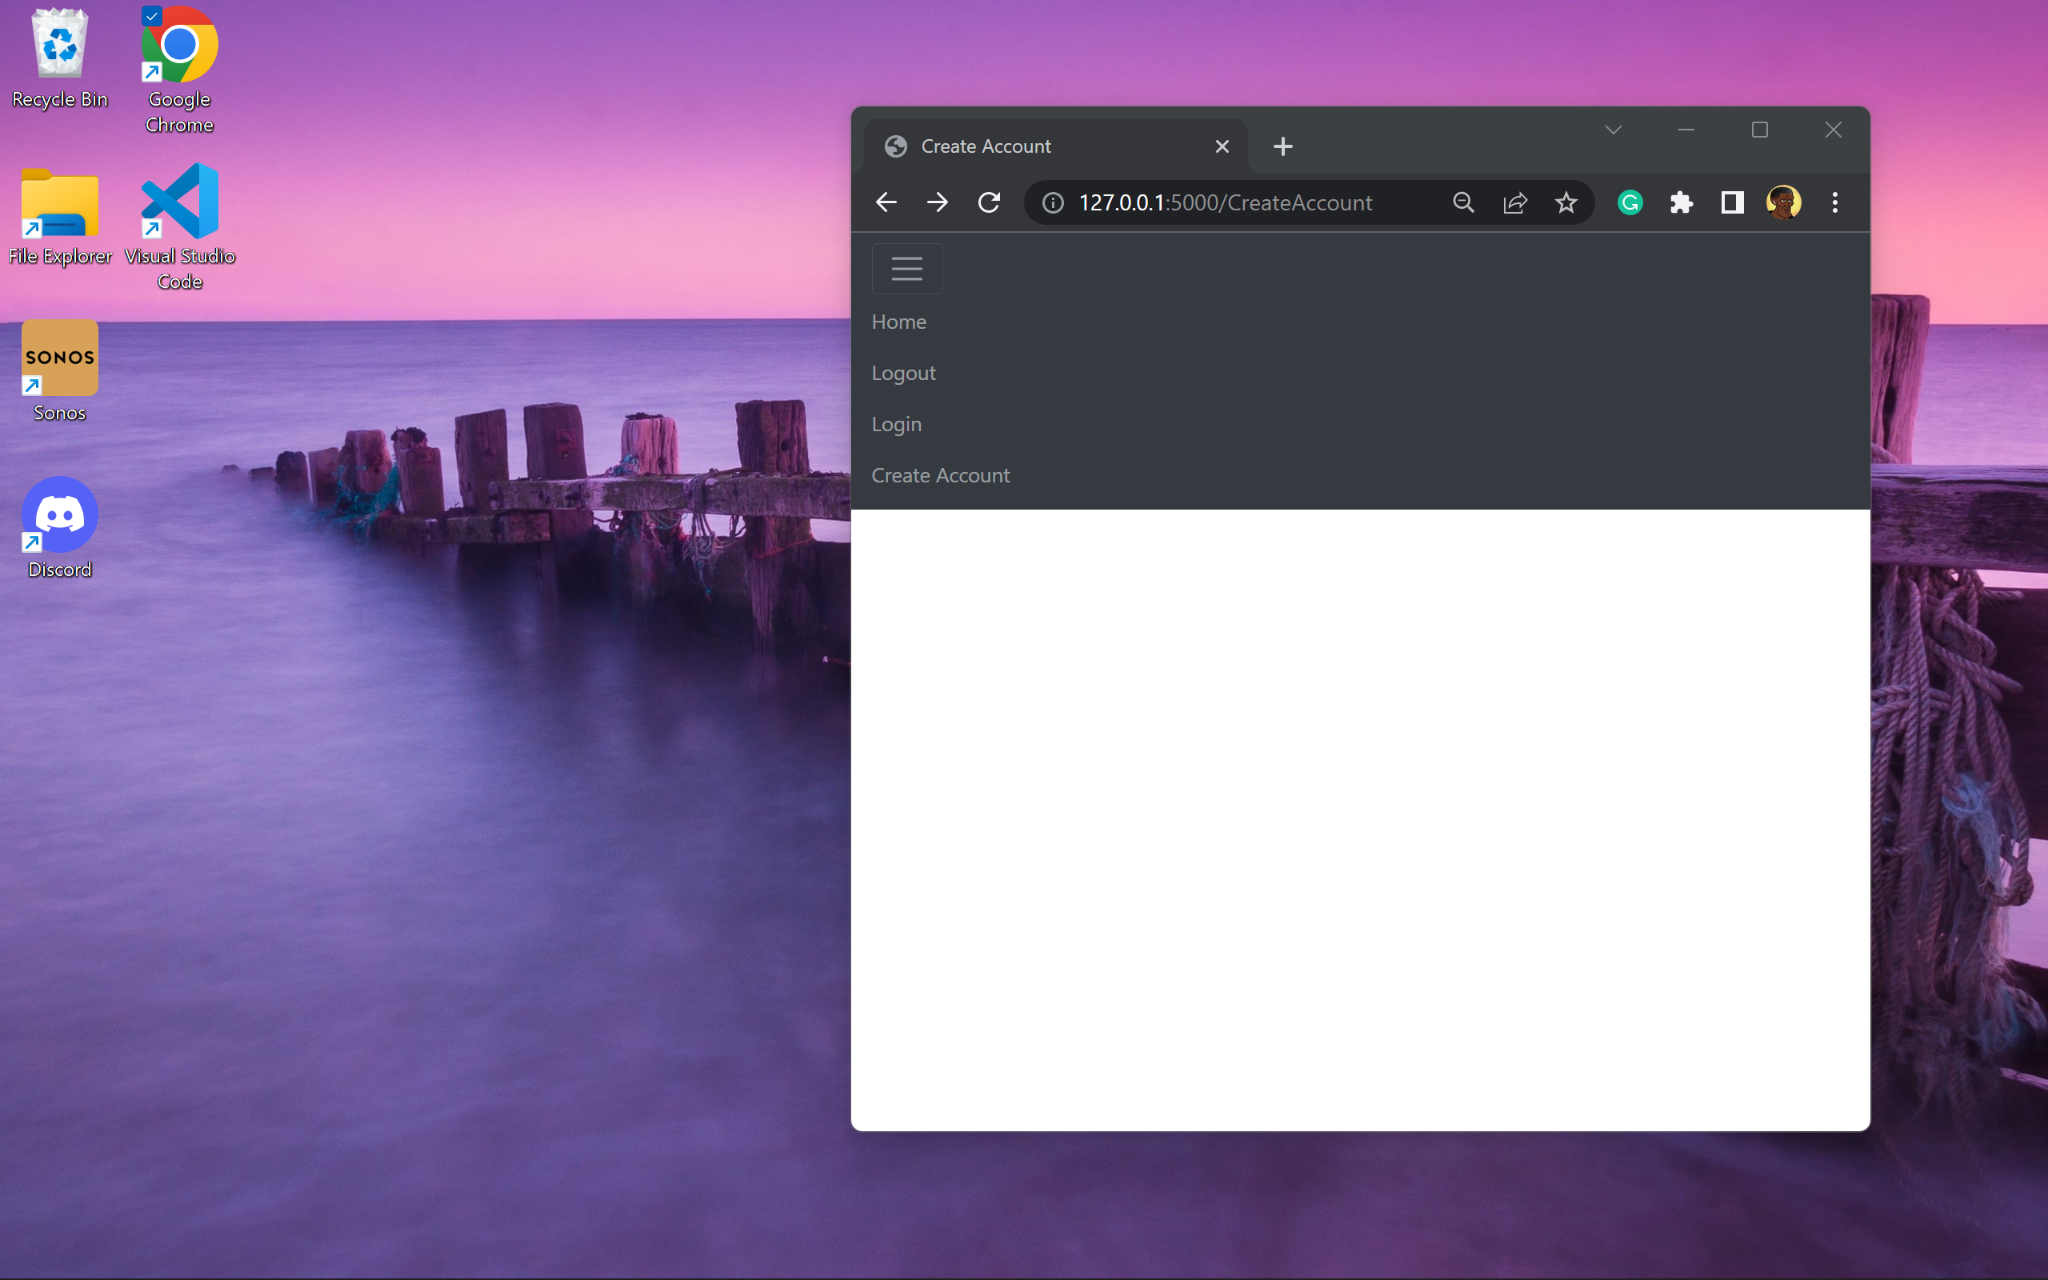 Recycle Bin
Google
Chrome
File Explorer
Visual Studio
Code
SONOS
Sonos
Discord
Create Account
127.0.0.1:5000/CreateAccount
Home
Logout
Login
Create Account